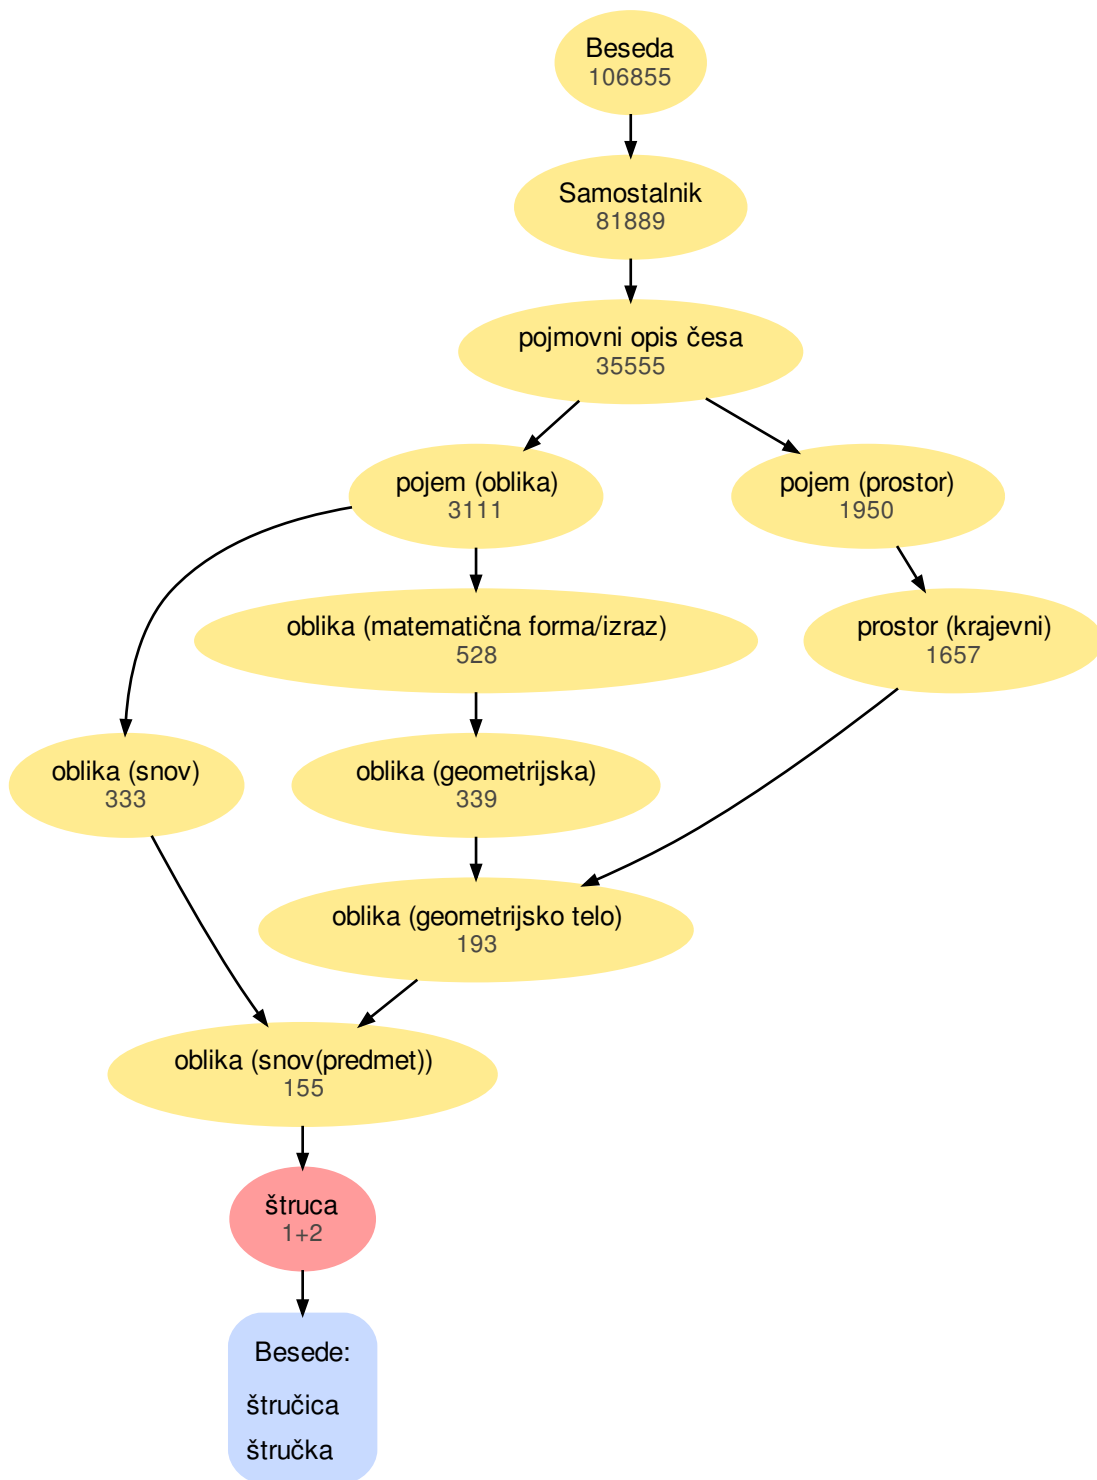 Beseda
106855
Samostalnik
81889
pojmovni opis česa
35555
pojem (oblika)
3111
pojem (prostor)
1950
oblika (matematična forma/izraz)
528
prostor (krajevni)
1657
oblika (snov)
333
oblika (geometrijska)
339
oblika (geometrijsko telo)
193
oblika (snov(predmet))
155
štruca
1+2
Besede:
štručica
štručka